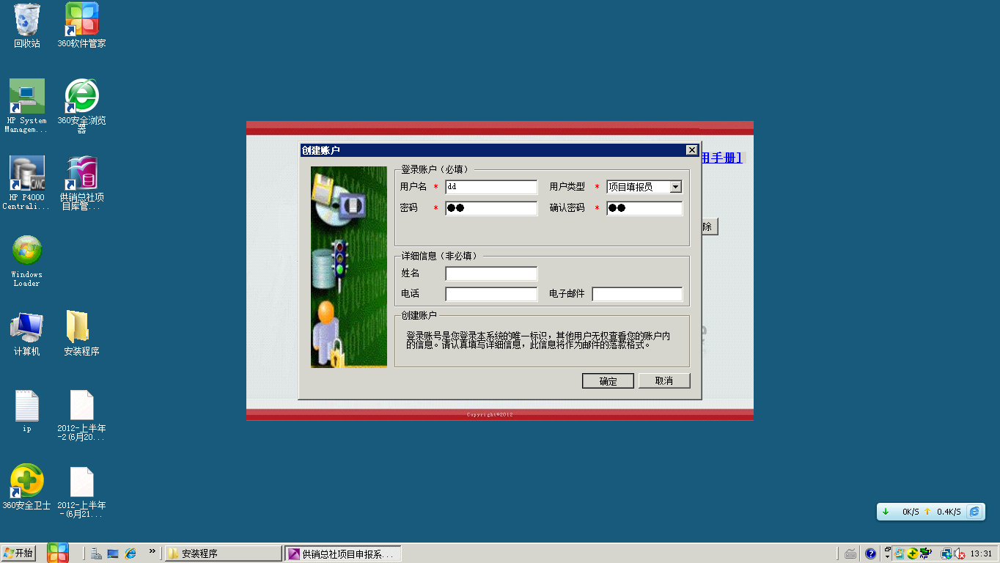 回收站
360软件管家
HP System
Managem...
360安全浏览
器
HP P4000
Centrali...
供销总社项
目库管...
Windows
Loader
计算机
安装程序
ip
2012-上半年
-2(6月20...
360安全卫士
2012-上半年
-(6月21...
创建账户
用手册]
登录账户（必填）
用户名 * dd
用户类型 * 项目填报员
密码 * ●●
确认密码 * ●●
除
详细信息（非必填）
姓名
电话
电子邮件
创建账户
登录账号是您登录本系统的唯一标识，其他用户无权查看您的账户内
的信息。请认真填写详细信息，此信息将作为邮件的落款格式。
确定
取消
Copyright©2012
0K/S
0.4K/S
开始
安装程序
供销总社项目申报系...
13:31